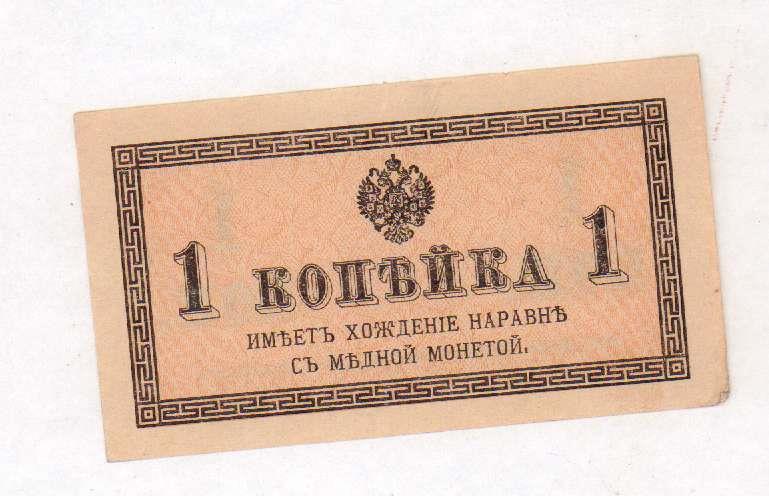 1 КОПѢЙКА 1
ИМѢЕТЪ ХОЖДЕНІЕ НАРАВНѢ
СЪ МѢДНОЙ МОНЕТОЙ.